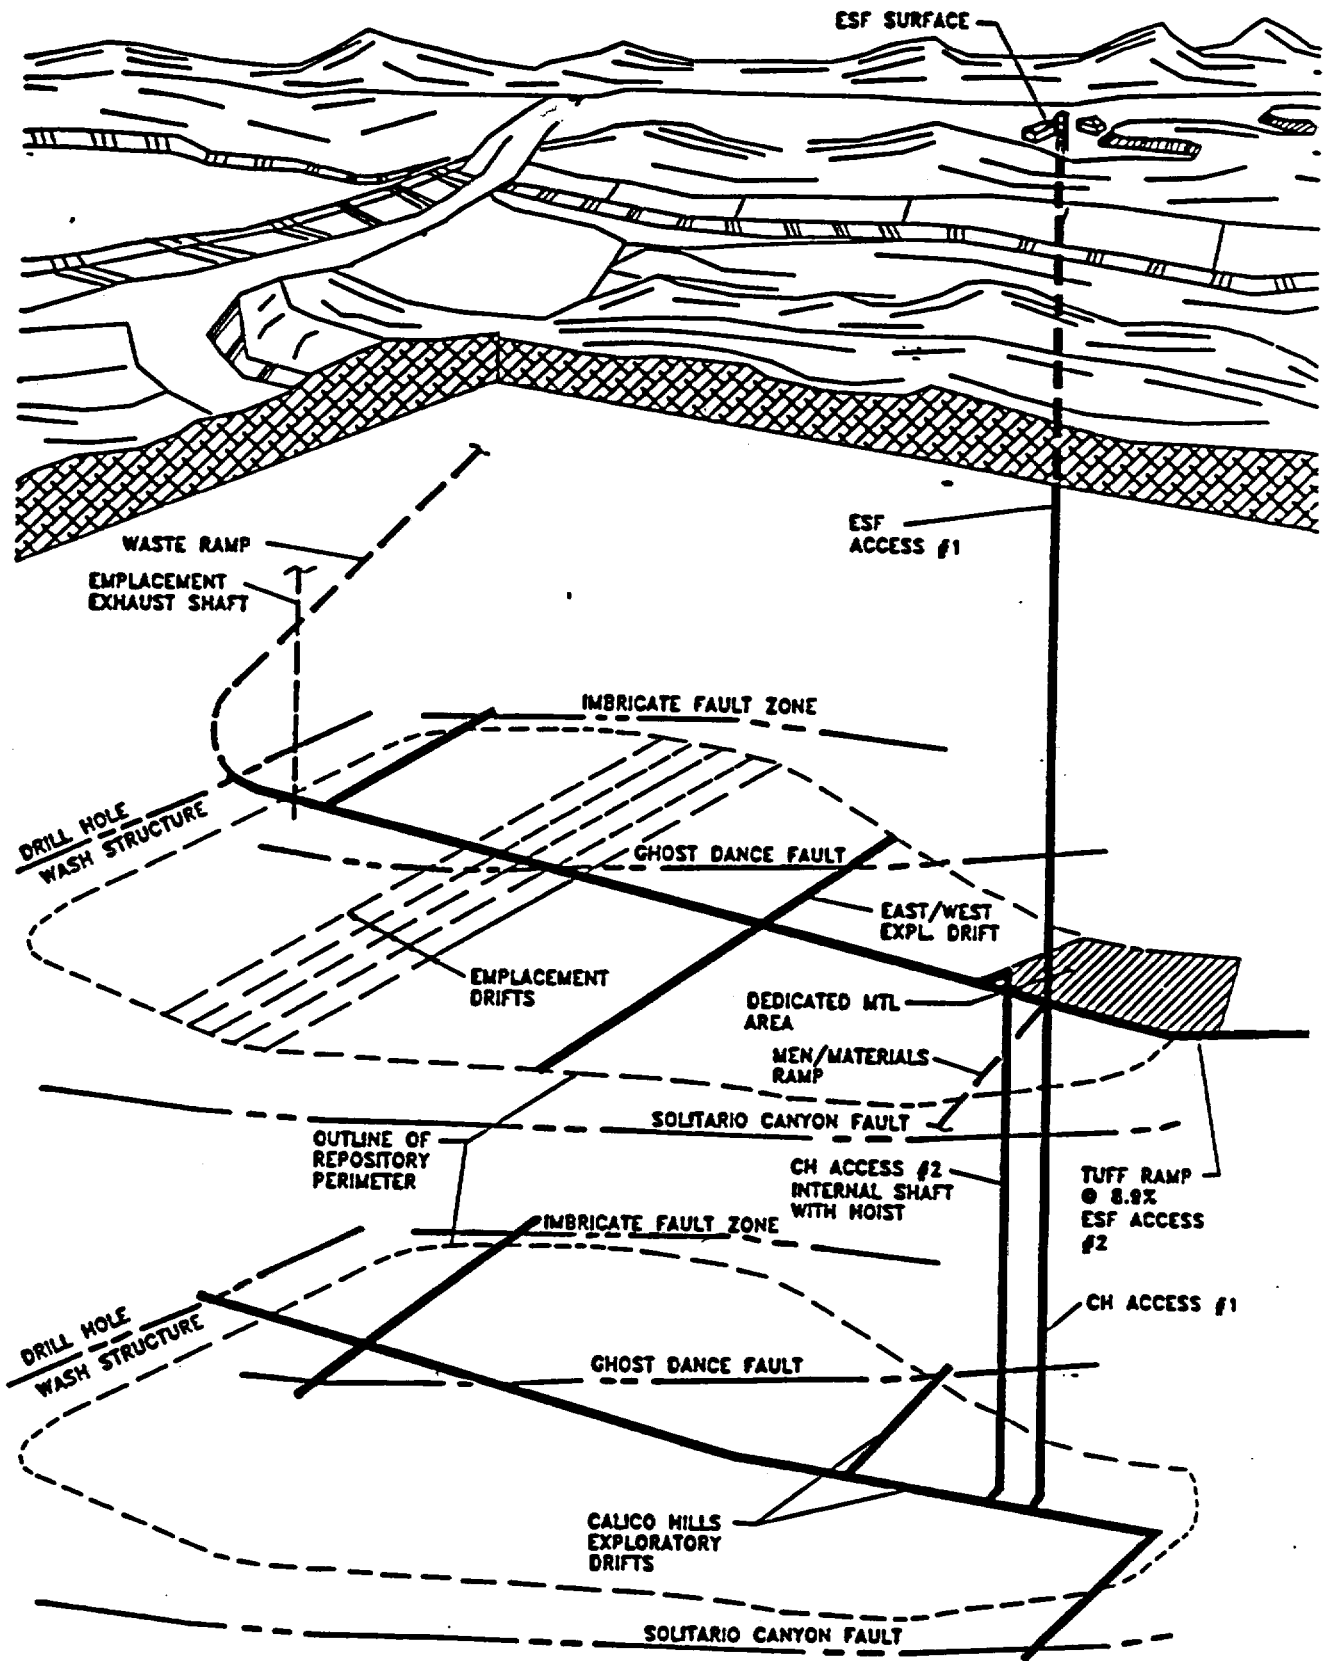 ESF SURFACE
ESF
ACCESS #1
WASTE RAMP
EMPLACEMENT
EXHAUST SHAFT
IMBRICATE FAULT ZONE
DRILL HOLE
WASH STRUCTURE
GHOST DANCE FAULT
EAST/WEST
EXPL. DRIFT
EMPLACEMENT
DRIFTS
DEDICATED MTL
AREA
MEN/MATERIALS
RAMP
SOLITARIO CANYON FAULT
OUTLINE OF
REPOSITORY
PERIMETER
CH ACCESS #2
INTERNAL SHAFT
WITH HOIST
TUFF RAMP
@ 8.9%
ESF ACCESS
#2
IMBRICATE FAULT ZONE
CH ACCESS #1
DRILL HOLE
WASH STRUCTURE
GHOST DANCE FAULT
CALICO HILLS
EXPLORATORY
DRIFTS
SOLITARIO CANYON FAULT